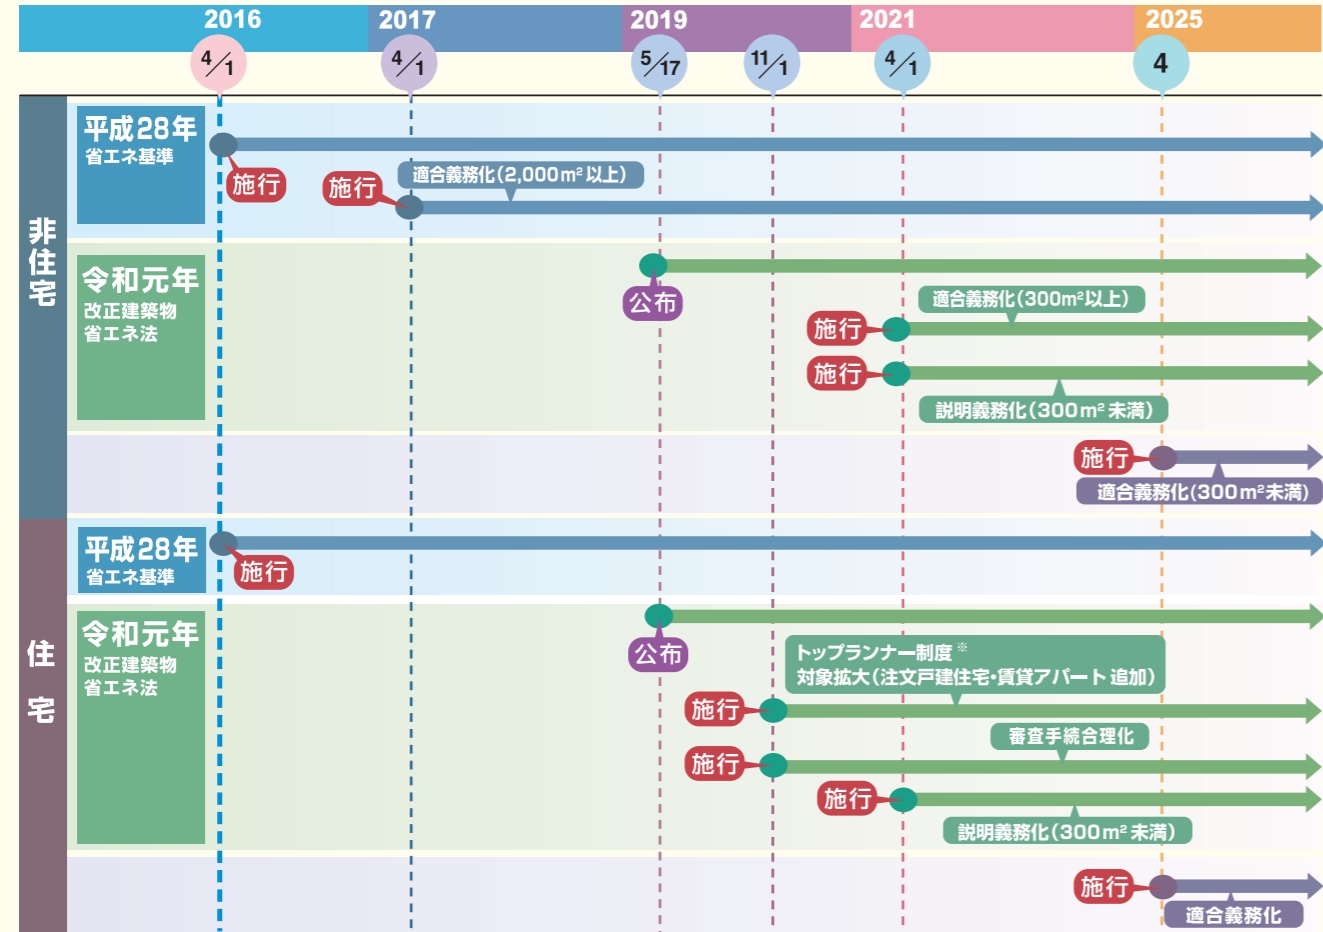 2016
2017
2019
2021
2025
4/1
4/1
5/17
11/1
4/1
4
非住宅
平成28年
省エネ基準
施行
施行
適合義務化(2,000m²以上)
令和元年
改正建築物
省エネ法
公布
適合義務化(300m²以上)
施行
施行
説明義務化(300m²未満)
施行
適合義務化(300m²未満)
住宅
平成28年
省エネ基準
施行
令和元年
改正建築物
省エネ法
公布
トップランナー制度※
対象拡大(注文戸建住宅・賃貸アパート 追加)
施行
審査手続合理化
施行
施行
説明義務化(300m²未満)
施行
適合義務化